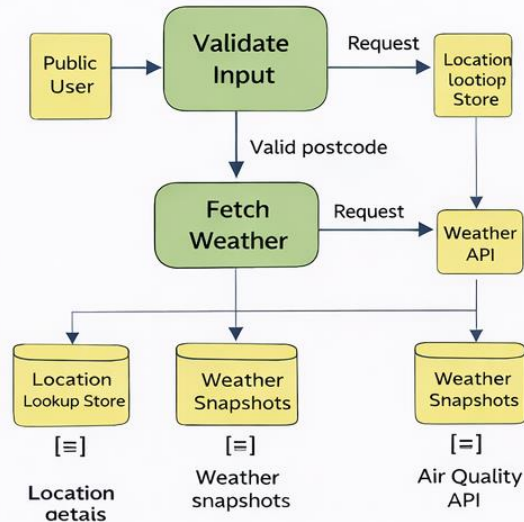 Public
User
Validate
Input
Request
Location
lootiop
Store
Valid postcode
Fetch
Weather
Request
Weather
API
Location
Lookup Store
Weather
Snapshots
Weather
Snapshots
[≡]
[≡]
[=]
Location
aetais
Weather
snapshots
Air Quality
API